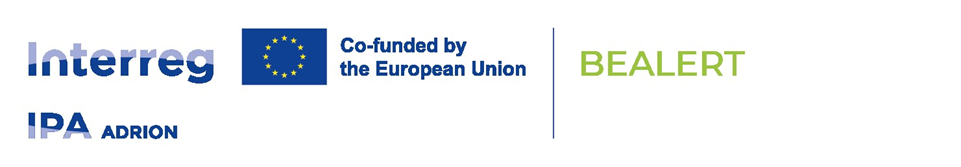 Interreg
Co-funded by
the European Union
BEALERT
IPA ADRION